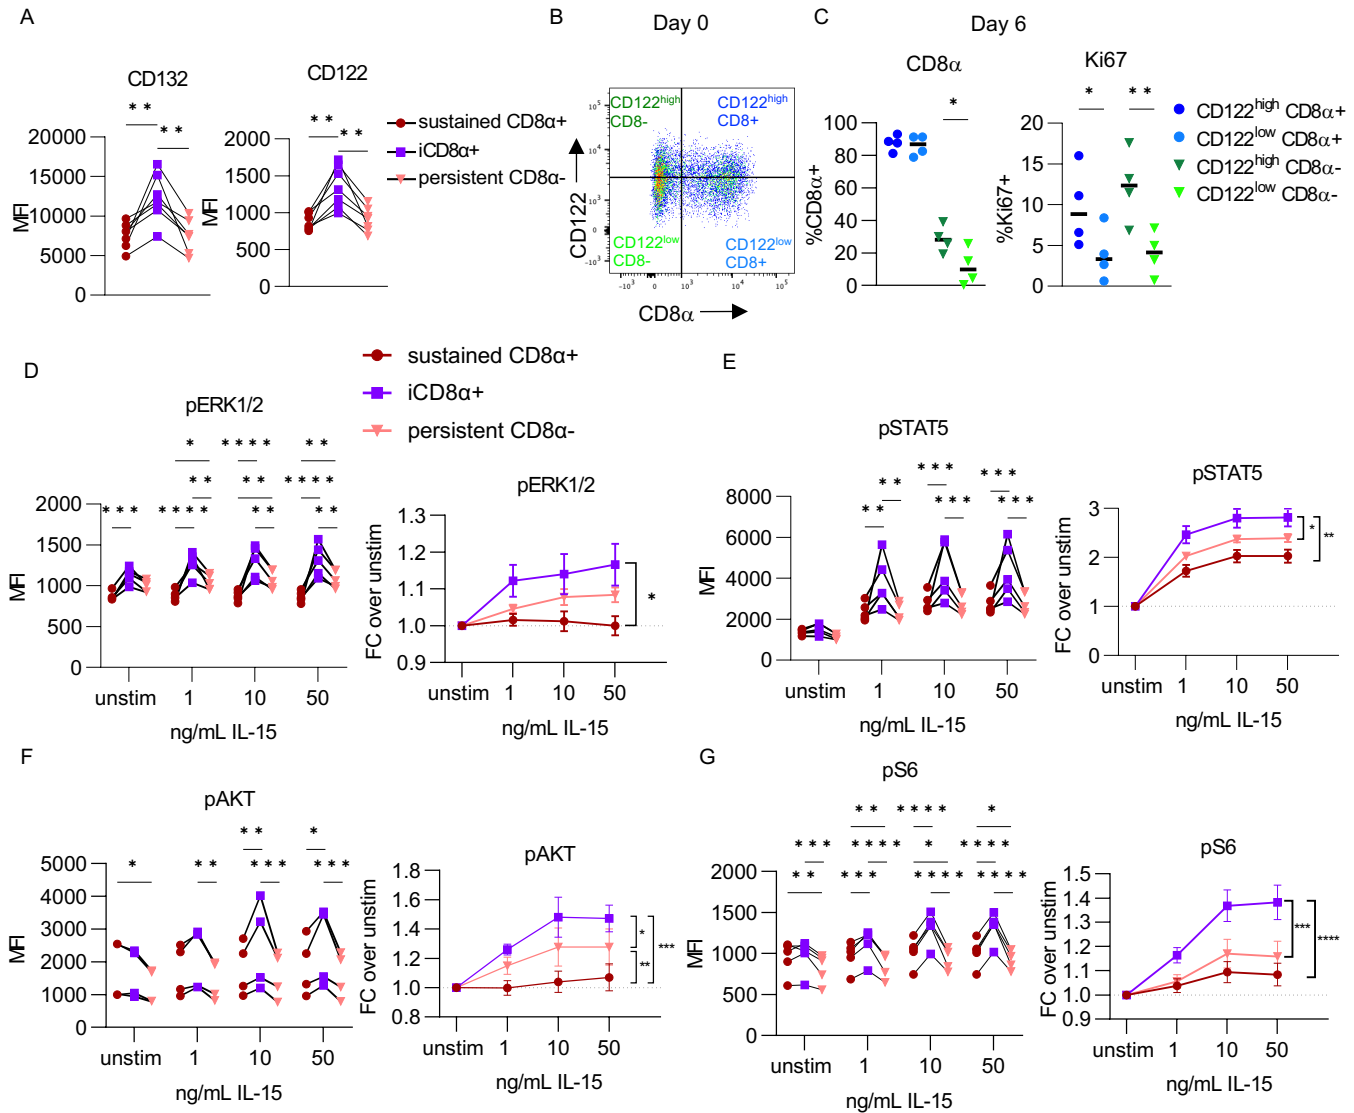 A
CD132
CD122
* *
* *
* *
* *
MFI
20000
15000
10000
5000
0
MFI
2000
1500
1000
500
0
sustained CD8α+
iCD8α+
persistent CD8α-
B
Day 0
CD122high
CD8-
CD122high
CD8+
CD122low
CD8-
CD122low
CD8+
CD122
CD8α
10⁵
10⁴
10³
0
-10³
-10³
0
10³
10⁴
10⁵
C
Day 6
CD8α
*
%CD8α+
100
80
60
40
20
0
Ki67
*
* *
%Ki67+
20
15
10
5
0
CD122high CD8α+
CD122low CD8α+
CD122high CD8α-
CD122low CD8α-
sustained CD8α+
iCD8α+
persistent CD8α-
D
pERK1/2
*
* * * *
* *
* *
* *
* * * *
* * *
* * * *
* *
* *
MFI
2000
1500
1000
500
0
unstim
1
10
50
ng/mL IL-15
pERK1/2
FC over unstim
1.3
1.2
1.1
1.0
0.9
*
unstim
1
10
50
ng/mL IL-15
E
pSTAT5
* * *
* * *
* *
* *
* * *
* * *
MFI
8000
6000
4000
2000
0
unstim
1
10
50
ng/mL IL-15
pSTAT5
FC over unstim
3
2
1
0
*
**
unstim
1
10
50
ng/mL IL-15
F
pAKT
* *
*
*
* *
* * *
* * *
MFI
5000
4000
3000
2000
1000
0
unstim
1
10
50
ng/mL IL-15
pAKT
FC over unstim
1.8
1.6
1.4
1.2
1.0
0.8
*
**
***
unstim
1
10
50
ng/mL IL-15
G
pS6
* *
* * * *
*
* * *
* * * *
*
* * * *
* *
* * *
* * * *
* * * *
MFI
2000
1500
1000
500
0
unstim
1
10
50
ng/mL IL-15
pS6
FC over unstim
1.5
1.4
1.3
1.2
1.1
1.0
0.9
***
****
unstim
1
10
50
ng/mL IL-15